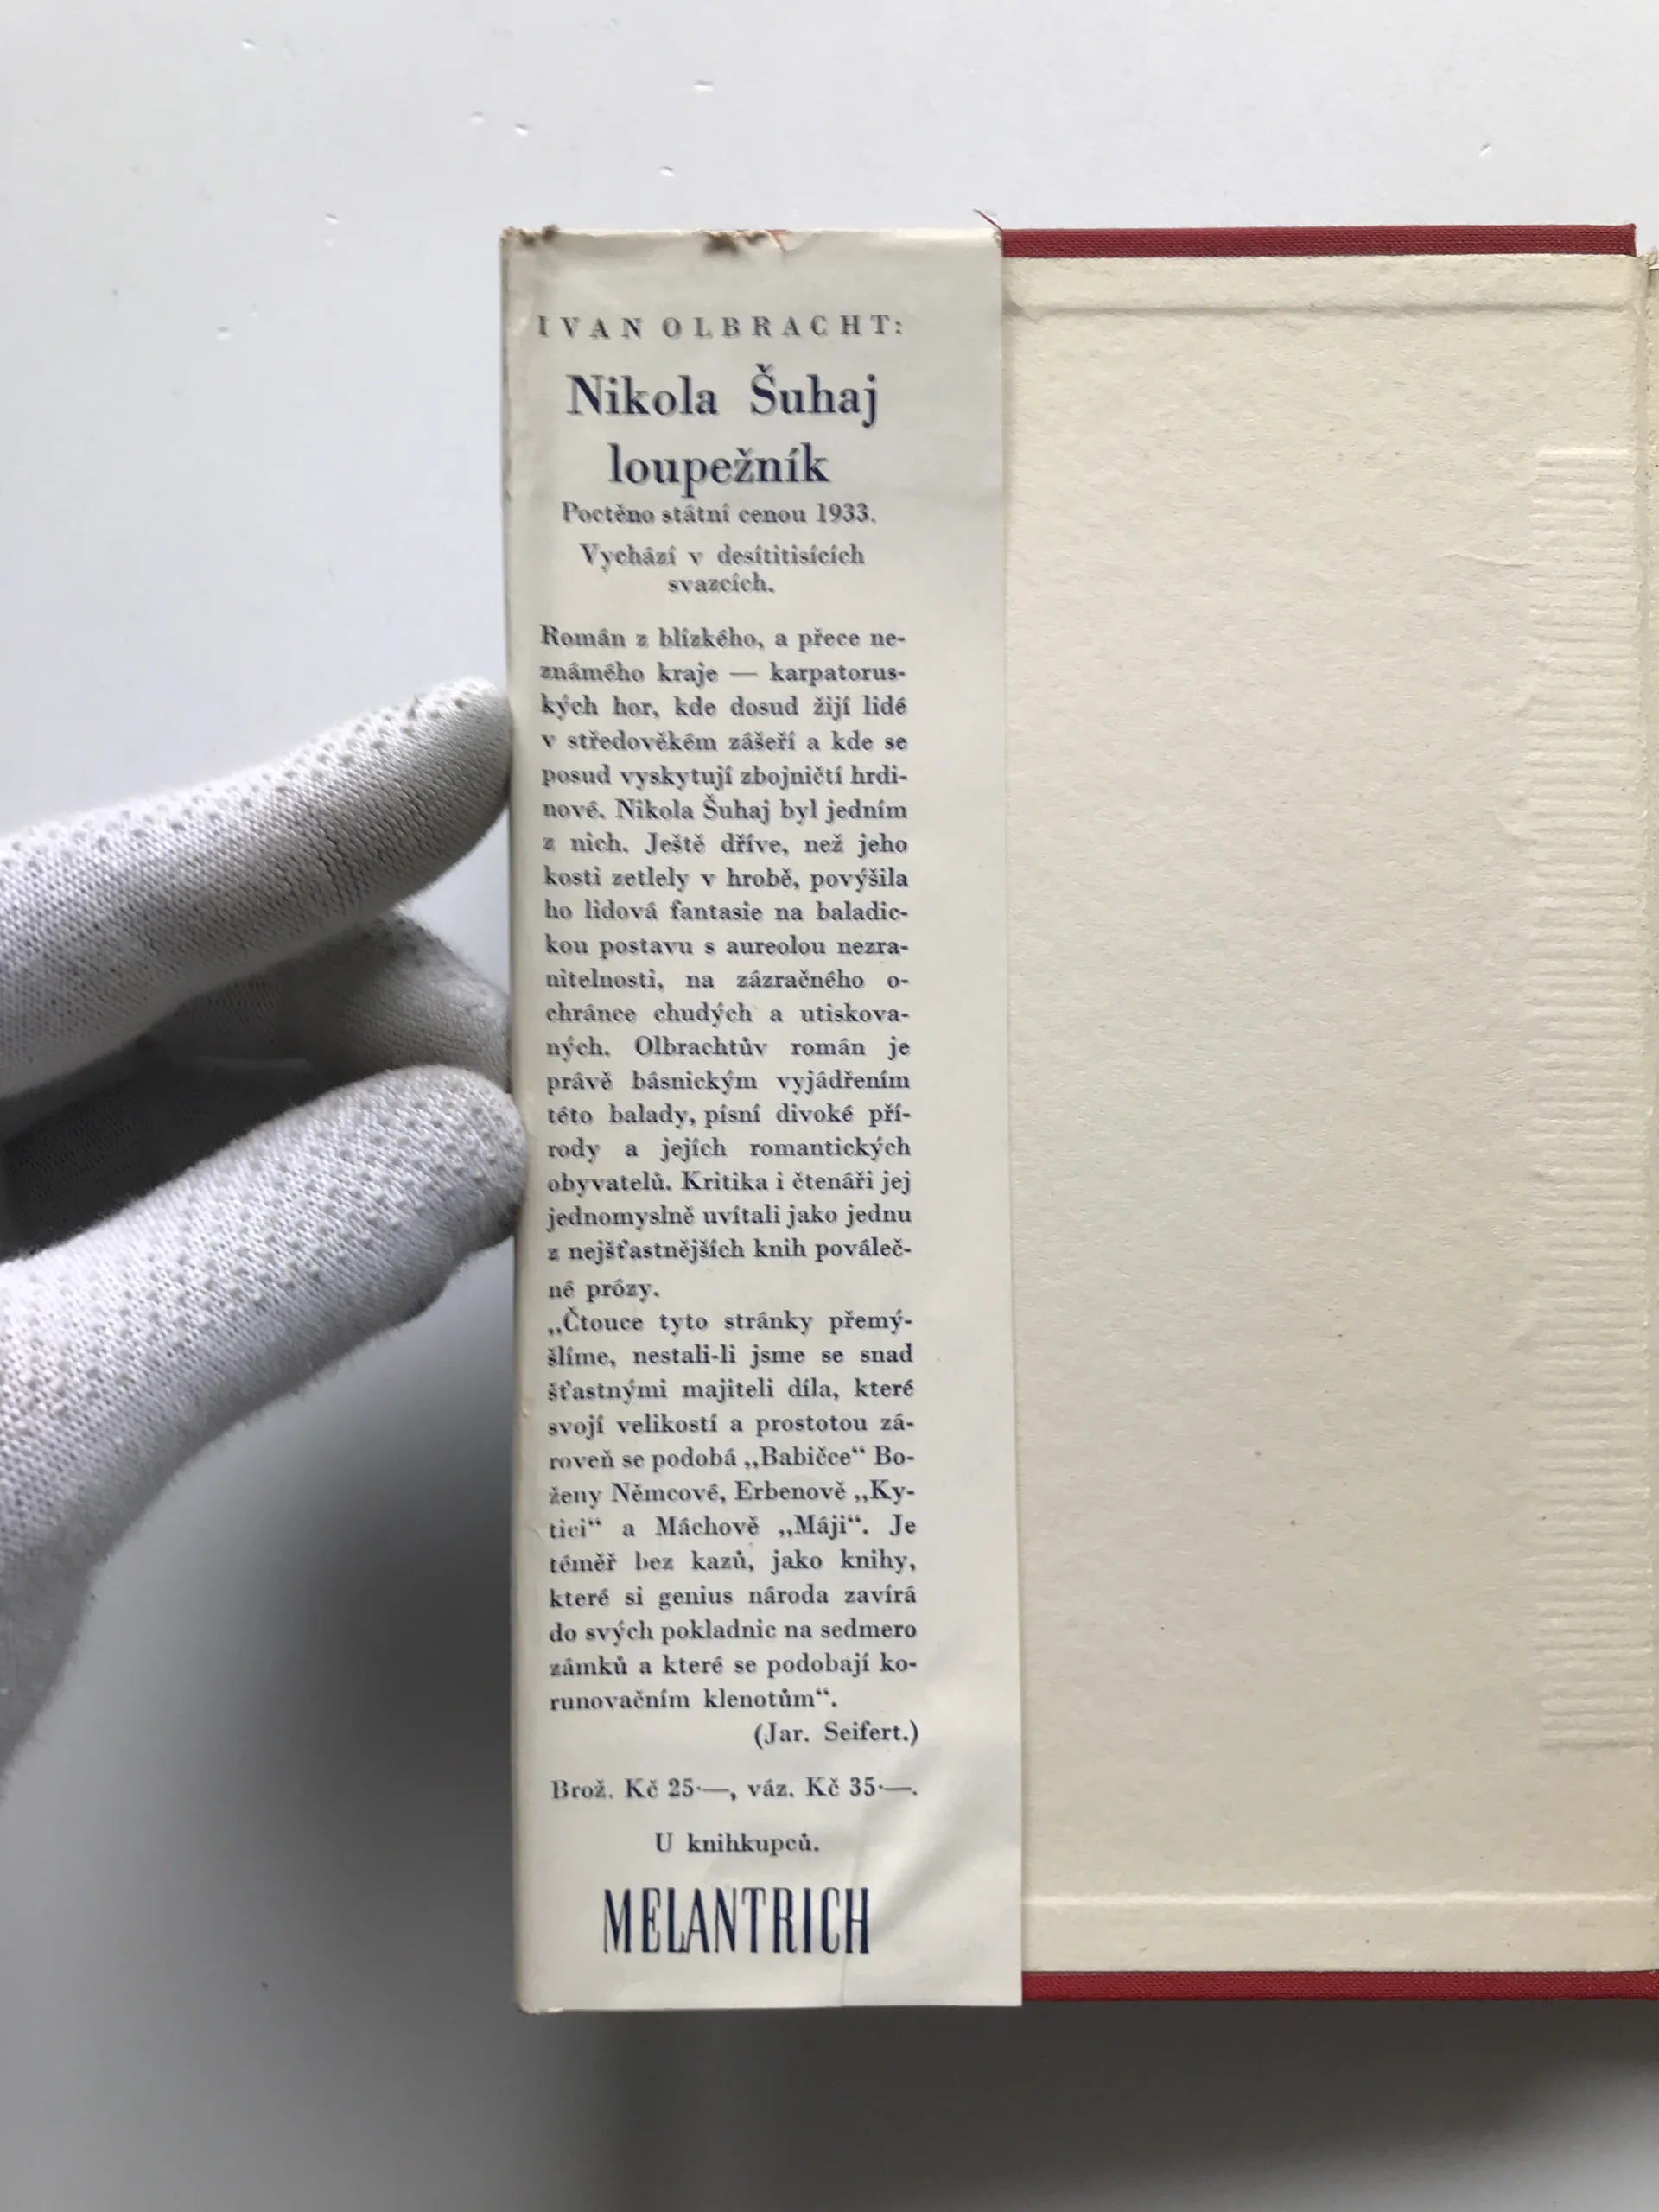 IVAN OLBRACHT:
Nikola Šuhaj
loupežník
Poctěno státní cenou 1933.
Vychází v desítitisících
svazcích.
Román z blízkého, a přece ne-
známého kraje — karpatorus-
kých hor, kde dosud žijí lidé
v středověkém zášeří a kde se
posud vyskytují zbojničtí hrdi-
nové. Nikola Šuhaj byl jedním
z nich. Ještě dříve, než jeho
kosti zetlely v hrobě, povýšila
ho lidová fantasie na baladic-
kou postavu s aureolou nezra-
nitelnosti, na zázračného o-
chránce chudých a utiskova-
ných. Olbrachtův román je
právě básnickým vyjádřením
této balady, písní divoké pří-
rody a jejích romantických
obyvatelů. Kritika i čtenáři jej
jednomyslně uvítali jako jednu
z nejšťastnějších knih pováleč-
né prózy.
„Čtouce tyto stránky přemý-
šlíme, nestali-li jsme se snad
šťastnými majiteli díla, které
svojí velikostí a prostotou zá-
roveň se podobá „Babičce“ Bo-
ženy Němcové, Erbenově „Ky-
tici“ a Máchově „Máji“. Je
téměř bez kazů, jako knihy,
které si genius národa zavírá
do svých pokladnic na sedmero
zámků a které se podobají ko-
runovačním klenotům“.
(Jar. Seifert.)
Brož. Kč 25·—, váz. Kč 35·—.
U knihkupců.
MELANTRICH